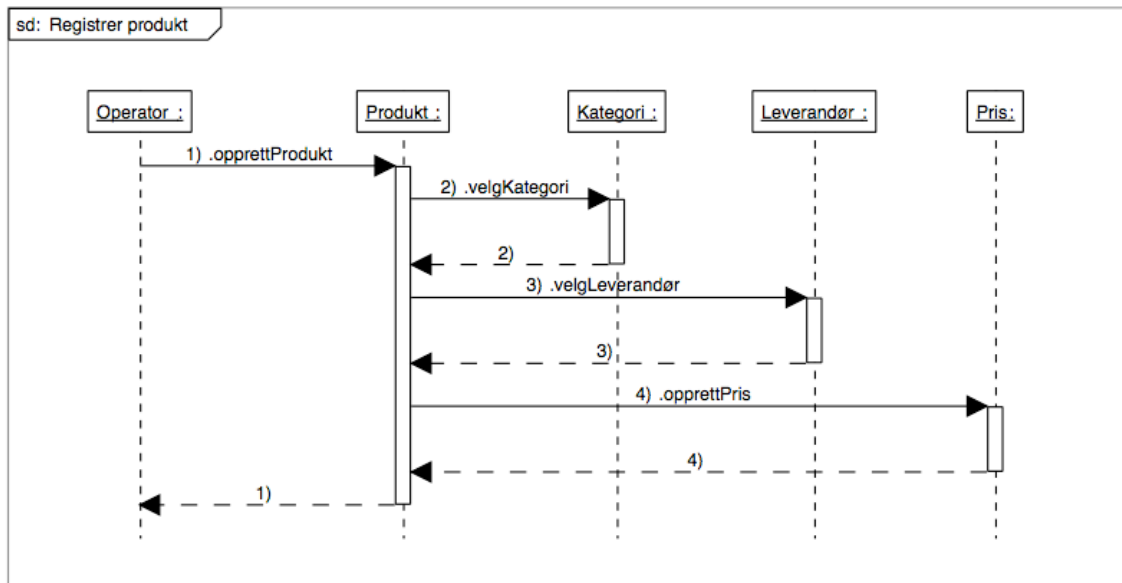 sd: Registrer produkt
Operator :
Produkt :
Kategori :
Leverandør :
Pris:
1) .opprettProdukt
2) .velgKategori
2)
3) .velgLeverandør
3)
4) .opprettPris
4)
1)